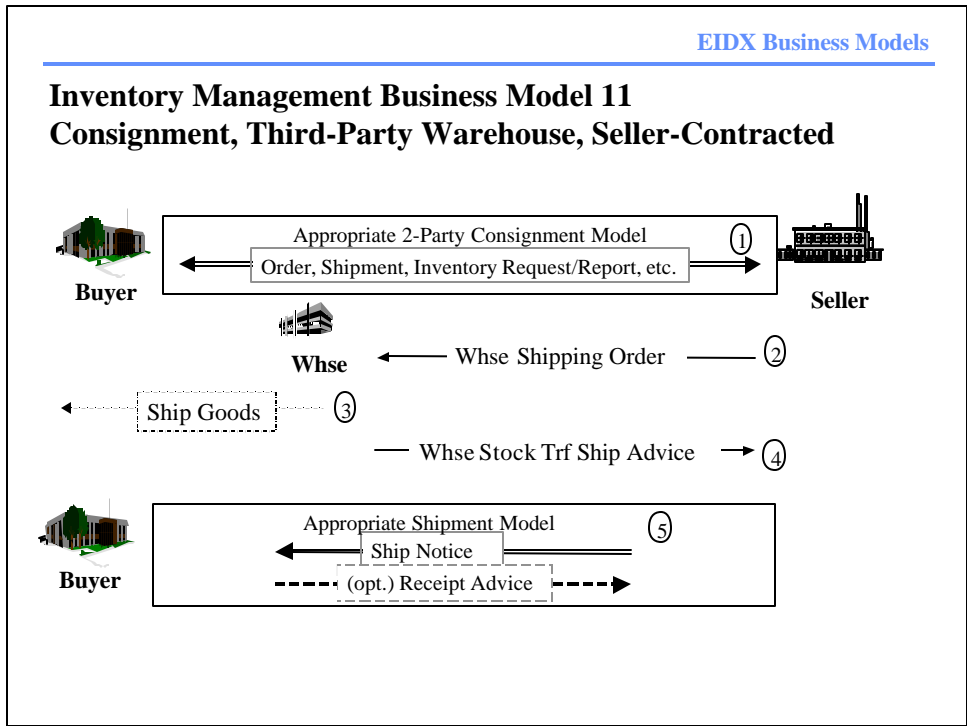 EIDX Business Models
Inventory Management Business Model 11
Consignment, Third-Party Warehouse, Seller-Contracted
Appropriate 2-Party Consignment Model
1
Order, Shipment, Inventory Request/Report, etc.
Buyer
Seller
Whse
Whse Shipping Order
2
Ship Goods
3
Whse Stock Trf Ship Advice
4
Appropriate Shipment Model
5
Ship Notice
Buyer
(opt.) Receipt Advice